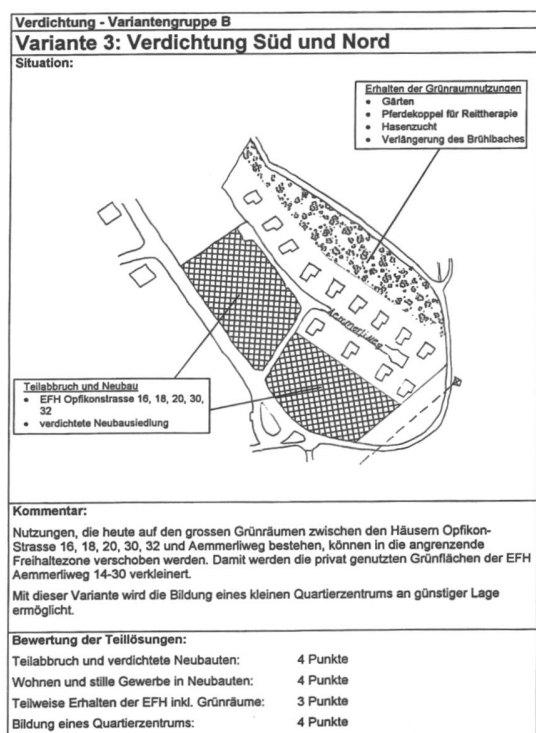 Verdichtung - Variantengruppe B
Variante 3: Verdichtung Süd und Nord
Situation:
Erhalten der Grünraumnutzungen
• Gärten
• Pferdekoppel für Reittherapie
• Hasenzucht
• Verlängerung des Brühlbaches
Aemmerliweg
Teilabbruch und Neubau
• EFH Opfikonstrasse 16, 18, 20, 30,
32
• verdichtete Neubausiedlung
Kommentar:
Nutzungen, die heute auf den grossen Grünräumen zwischen den Häusern Opfikon-
Strasse 16, 18, 20, 30, 32 und Aemmerliweg bestehen, können in die angrenzende
Freihaltezone verschoben werden. Damit werden die privat genutzten Grünflächen der EFH
Aemmerliweg 14-30 verkleinert.
Mit dieser Variante wird die Bildung eines kleinen Quartierzentrums an günstiger Lage
ermöglicht.
Bewertung der Teillösungen:
Teilabbruch und verdichtete Neubauten: 4 Punkte
Wohnen und stille Gewerbe in Neubauten: 4 Punkte
Teilweise Erhalten der EFH inkl. Grünräume: 3 Punkte
Bildung eines Quartierzentrums: 4 Punkte